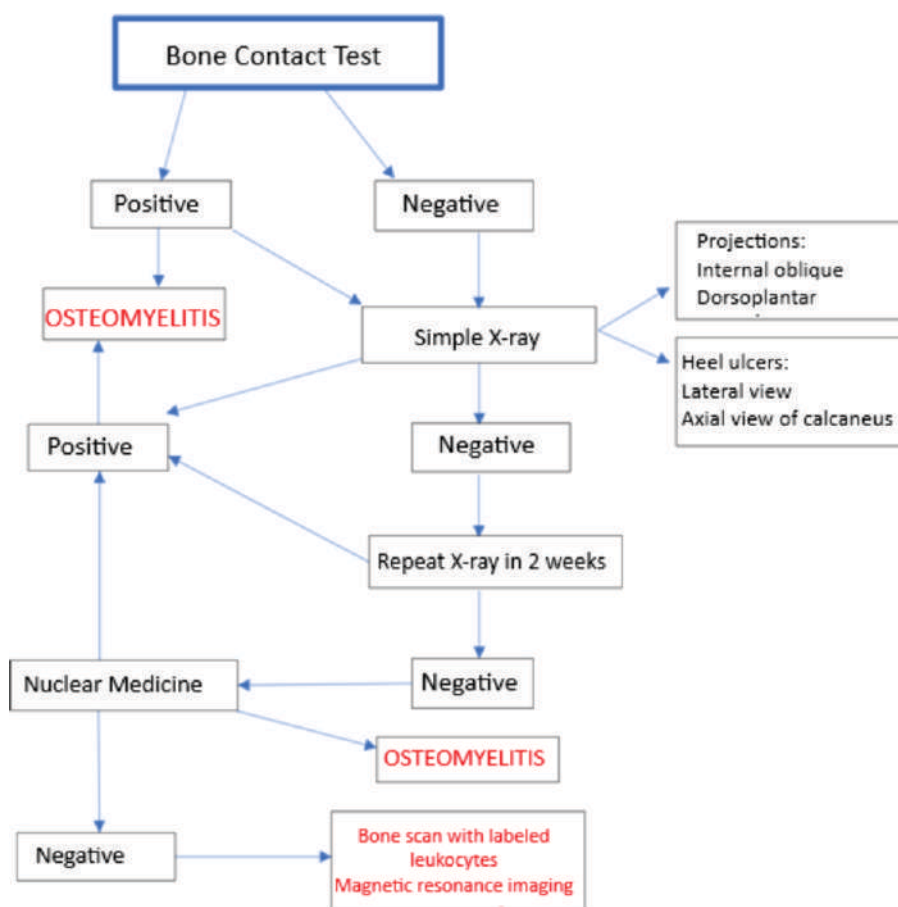 Bone Contact Test
Positive
Negative
Projections:
Internal oblique
Dorsoplantar
OSTEOMYELITIS
Simple X-ray
Heel ulcers:
Lateral view
Axial view of calcaneus
Positive
Negative
Repeat X-ray in 2 weeks
Nuclear Medicine
Negative
OSTEOMYELITIS
Negative
Bone scan with labeled
leukocytes
Magnetic resonance imaging